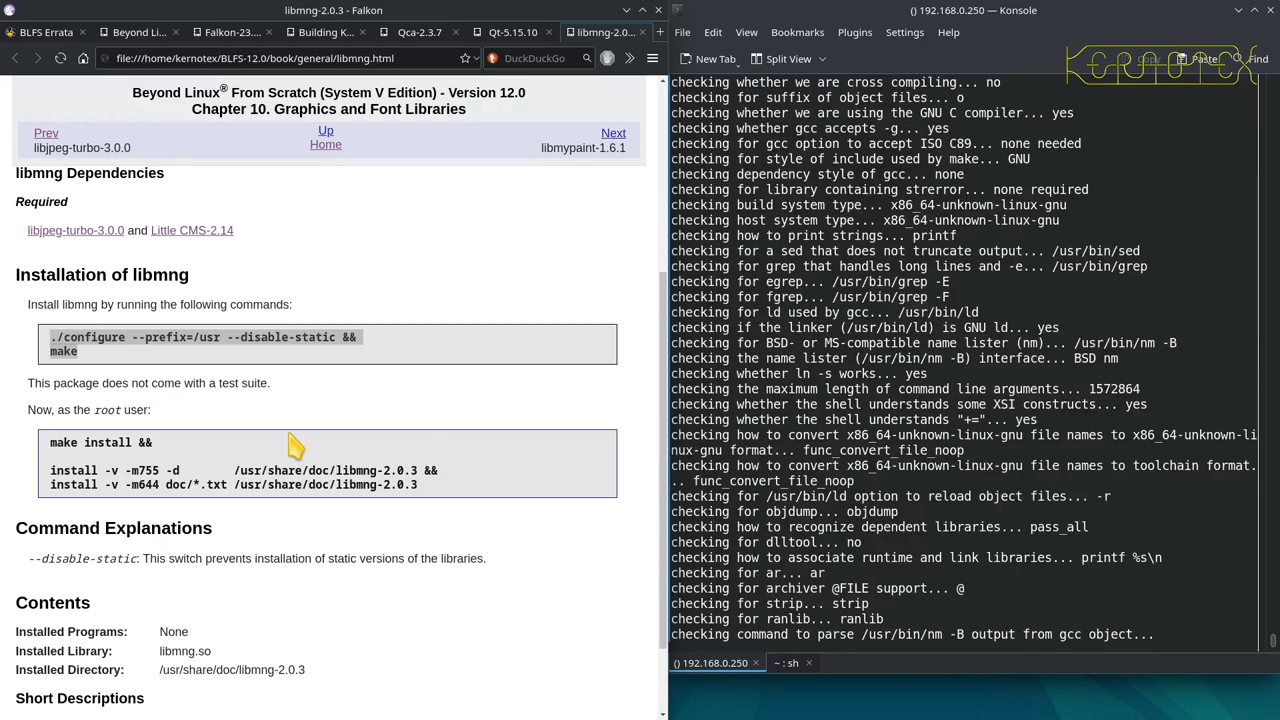 libmng-2.0.3 - Falkon
BLFS Errata
Beyond Li...
Falkon-23....
Building K...
Qca-2.3.7
Qt-5.15.10
libmng-2.0...
file:///home/kernotex/BLFS-12.0/book/general/libmng.html
DuckDuckGo
Beyond Linux® From Scratch (System V Edition) - Version 12.0
Chapter 10. Graphics and Font Libraries
Prev
Up
Next
libjpeg-turbo-3.0.0
Home
libmypaint-1.6.1
libmng Dependencies
Required
libjpeg-turbo-3.0.0 and Little CMS-2.14
Installation of libmng
Install libmng by running the following commands:
./configure --prefix=/usr --disable-static &&
make
This package does not come with a test suite.
Now, as the root user:
make install &&
install -v -m755 -d /usr/share/doc/libmng-2.0.3 &&
install -v -m644 doc/*.txt /usr/share/doc/libmng-2.0.3
Command Explanations
--disable-static: This switch prevents installation of static versions of the libraries.
Contents
Installed Programs: None
Installed Library: libmng.so
Installed Directory: /usr/share/doc/libmng-2.0.3
Short Descriptions
() 192.168.0.250 — Konsole
File Edit View Bookmarks Plugins Settings Help
New Tab Split View Copy Paste Find
checking whether we are cross compiling... no
checking for suffix of object files... o
checking whether we are using the GNU C compiler... yes
checking whether gcc accepts -g... yes
checking for gcc option to accept ISO C89... none needed
checking for style of include used by make... GNU
checking dependency style of gcc... none
checking for library containing strerror... none required
checking build system type... x86_64-unknown-linux-gnu
checking host system type... x86_64-unknown-linux-gnu
checking how to print strings... printf
checking for a sed that does not truncate output... /usr/bin/sed
checking for grep that handles long lines and -e... /usr/bin/grep
checking for egrep... /usr/bin/grep -E
checking for fgrep... /usr/bin/grep -F
checking for ld used by gcc... /usr/bin/ld
checking if the linker (/usr/bin/ld) is GNU ld... yes
checking for BSD- or MS-compatible name lister (nm)... /usr/bin/nm -B
checking the name lister (/usr/bin/nm -B) interface... BSD nm
checking whether ln -s works... yes
checking the maximum length of command line arguments... 1572864
checking whether the shell understands some XSI constructs... yes
checking whether the shell understands "+="... yes
checking how to convert x86_64-unknown-linux-gnu file names to x86_64-unknown-li
nux-gnu format... func_convert_file_noop
checking how to convert x86_64-unknown-linux-gnu file names to toolchain format.
.. func_convert_file_noop
checking for /usr/bin/ld option to reload object files... -r
checking for objdump... objdump
checking how to recognize dependent libraries... pass_all
checking for dlltool... no
checking how to associate runtime and link libraries... printf %s\n
checking for ar... ar
checking for archiver @FILE support... @
checking for strip... strip
checking for ranlib... ranlib
checking command to parse /usr/bin/nm -B output from gcc object...
() 192.168.0.250
~ : sh